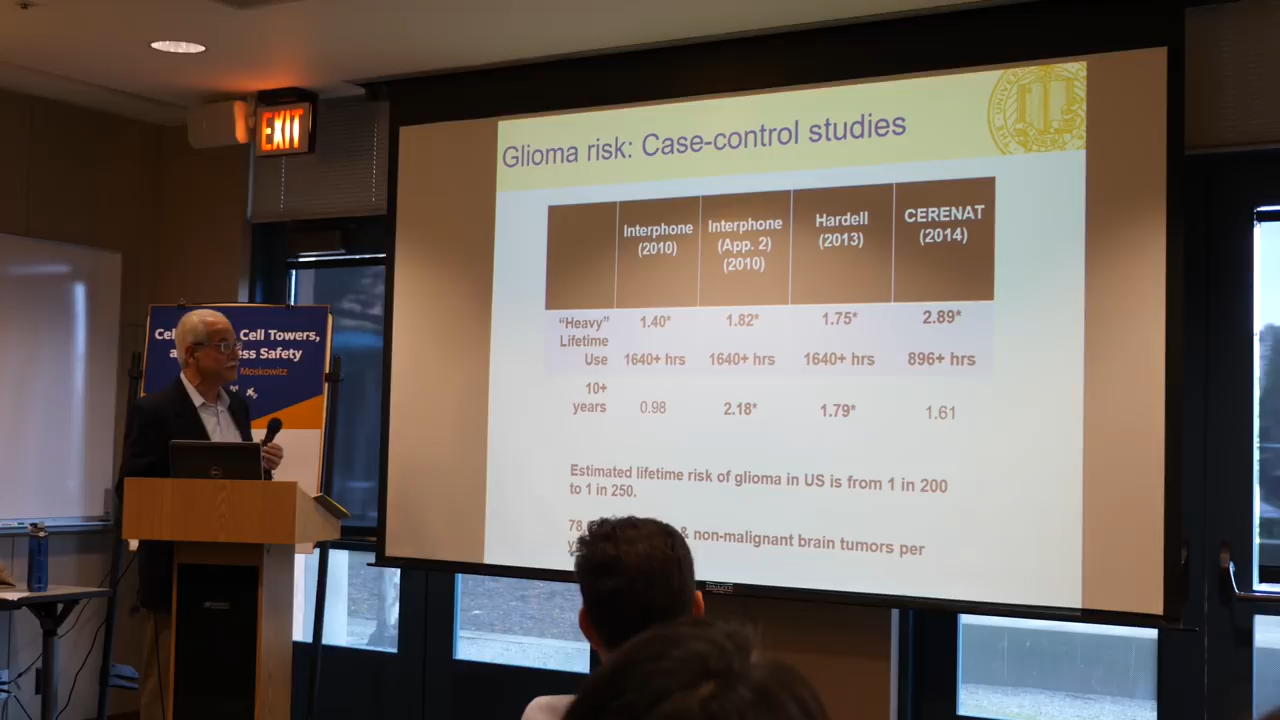 EXIT
Glioma risk: Case-control studies
Interphone
(2010)
Interphone
(App. 2)
(2010)
Hardell
(2013)
CERENAT
(2014)
“Heavy”
Lifetime
Use
1.40*
1640+ hrs
1.82*
1640+ hrs
1.75*
1640+ hrs
2.89*
896+ hrs
10+
years
0.98
2.18*
1.79*
1.61
Estimated lifetime risk of glioma in US is from 1 in 200
to 1 in 250.
78, & non-malignant brain tumors per
Cell Towers,
Safety
Moskowitz